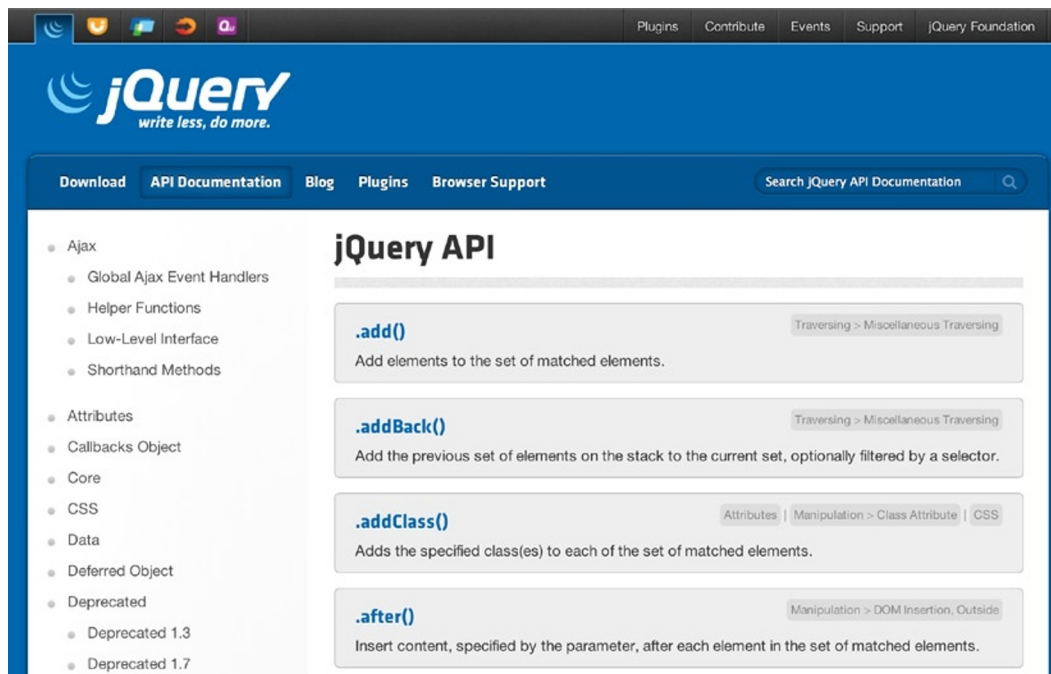 Plugins Contribute Events Support jQuery Foundation
jQuery
write less, do more.
Download API Documentation Blog Plugins Browser Support Search jQuery API Documentation
Ajax
Global Ajax Event Handlers
Helper Functions
Low-Level Interface
Shorthand Methods
Attributes
Callbacks Object
Core
CSS
Data
Deferred Object
Deprecated
Deprecated 1.3
Deprecated 1.7
jQuery API
.add() Traversing > Miscellaneous Traversing
Add elements to the set of matched elements.
.addBack() Traversing > Miscellaneous Traversing
Add the previous set of elements on the stack to the current set, optionally filtered by a selector.
.addClass() Attributes | Manipulation > Class Attribute | CSS
Adds the specified class(es) to each of the set of matched elements.
.after() Manipulation > DOM Insertion, Outside
Insert content, specified by the parameter, after each element in the set of matched elements.